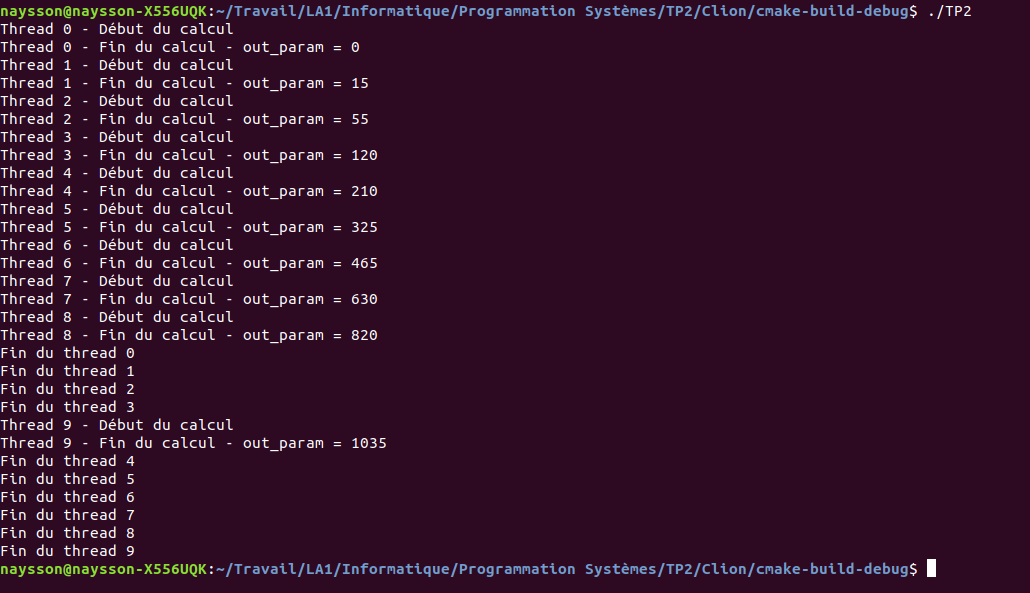 naysson@naysson-X556UQK:~/Travail/LA1/Informatique/Programmation Systèmes/TP2/Clion/cmake-build-debug$ ./TP2
Thread 0 - Début du calcul
Thread 0 - Fin du calcul - out_param = 0
Thread 1 - Début du calcul
Thread 1 - Fin du calcul - out_param = 15
Thread 2 - Début du calcul
Thread 2 - Fin du calcul - out_param = 55
Thread 3 - Début du calcul
Thread 3 - Fin du calcul - out_param = 120
Thread 4 - Début du calcul
Thread 4 - Fin du calcul - out_param = 210
Thread 5 - Début du calcul
Thread 5 - Fin du calcul - out_param = 325
Thread 6 - Début du calcul
Thread 6 - Fin du calcul - out_param = 465
Thread 7 - Début du calcul
Thread 7 - Fin du calcul - out_param = 630
Thread 8 - Début du calcul
Thread 8 - Fin du calcul - out_param = 820
Fin du thread 0
Fin du thread 1
Fin du thread 2
Fin du thread 3
Thread 9 - Début du calcul
Thread 9 - Fin du calcul - out_param = 1035
Fin du thread 4
Fin du thread 5
Fin du thread 6
Fin du thread 7
Fin du thread 8
Fin du thread 9
naysson@naysson-X556UQK:~/Travail/LA1/Informatique/Programmation Systèmes/TP2/Clion/cmake-build-debug$